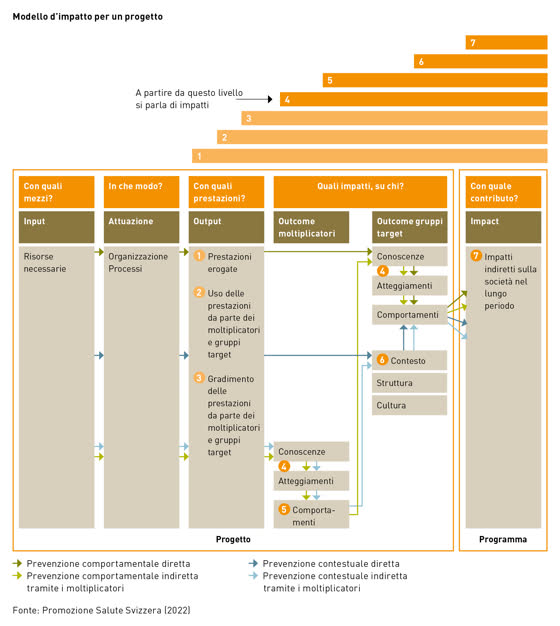 Modello d'impatto per un progetto
7
6
5
A partire da questo livello
si parla di impatti
4
3
2
1
Con quali
mezzi?
In che modo?
Con quali
prestazioni?
Quali impatti, su chi?
Con quale
contributo?
Input
Attuazione
Output
Outcome
moltiplicatori
Outcome gruppi
target
Impact
Risorse
necessarie
Organizzazione
Processi
1 Prestazioni
erogate
2 Uso delle
prestazioni
da parte dei
moltiplicatori
e gruppi
target
3 Gradimento
delle
prestazioni
da parte dei
moltiplicatori
e gruppi
target
Conoscenze
4
Atteggiamenti
5 Comporta-
menti
Conoscenze
4
Atteggiamenti
Comportamenti
6 Contesto
Struttura
Cultura
7 Impatti
indiretti sulla
società nel
lungo
periodo
Progetto
Programma
Prevenzione comportamentale diretta
Prevenzione comportamentale indiretta
tramite i moltiplicatori
Prevenzione contestuale diretta
Prevenzione contestuale indiretta
tramite i moltiplicatori
Fonte: Promozione Salute Svizzera (2022)